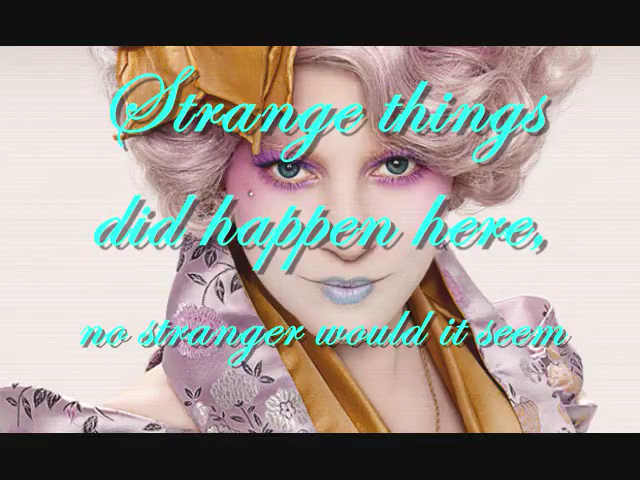 Strange things
did happen here,
no stranger would it seem